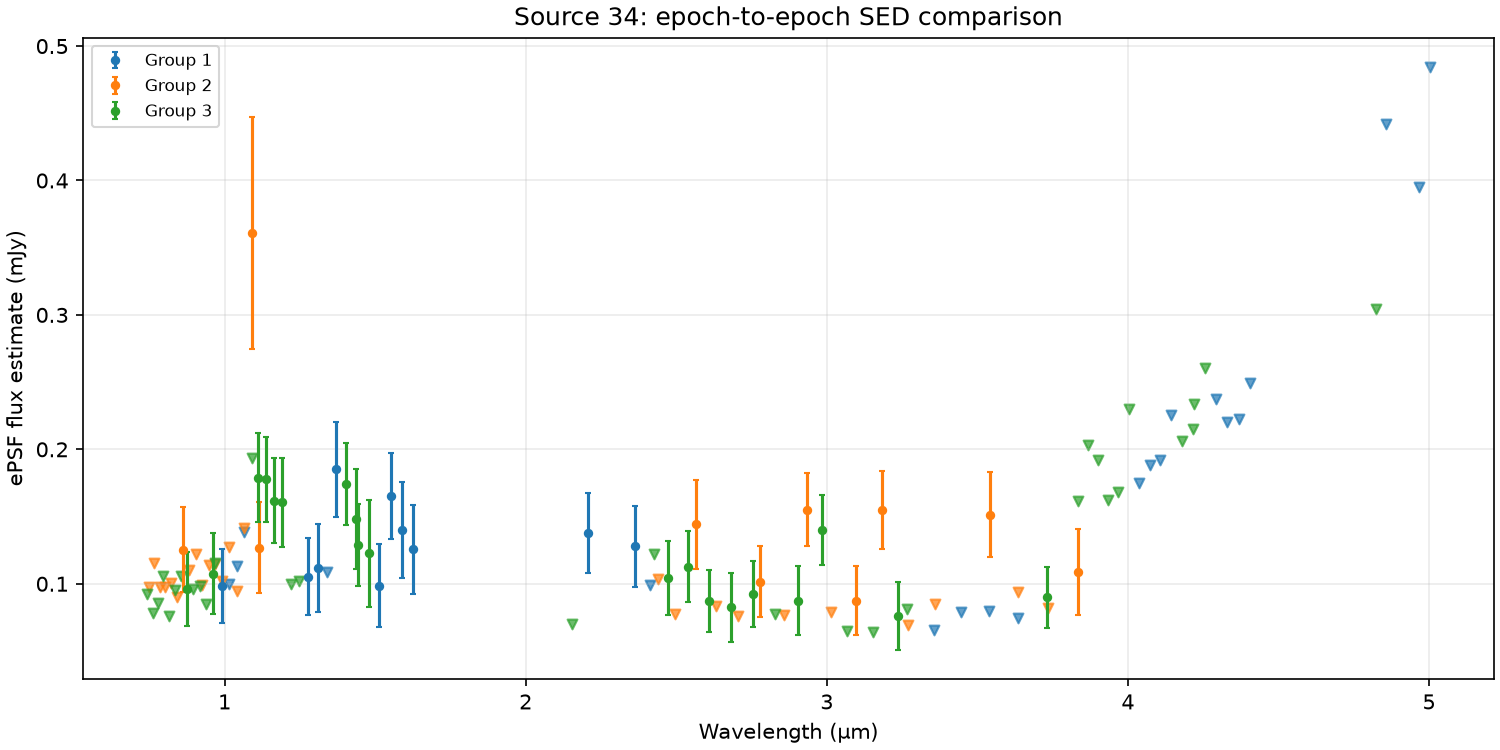 Source 34: epoch-to-epoch SED comparison
0.5
0.4
0.3
0.2
0.1
ePSF flux estimate (mJy)
Group 1
Group 2
Group 3
1
2
3
4
5
Wavelength (μm)